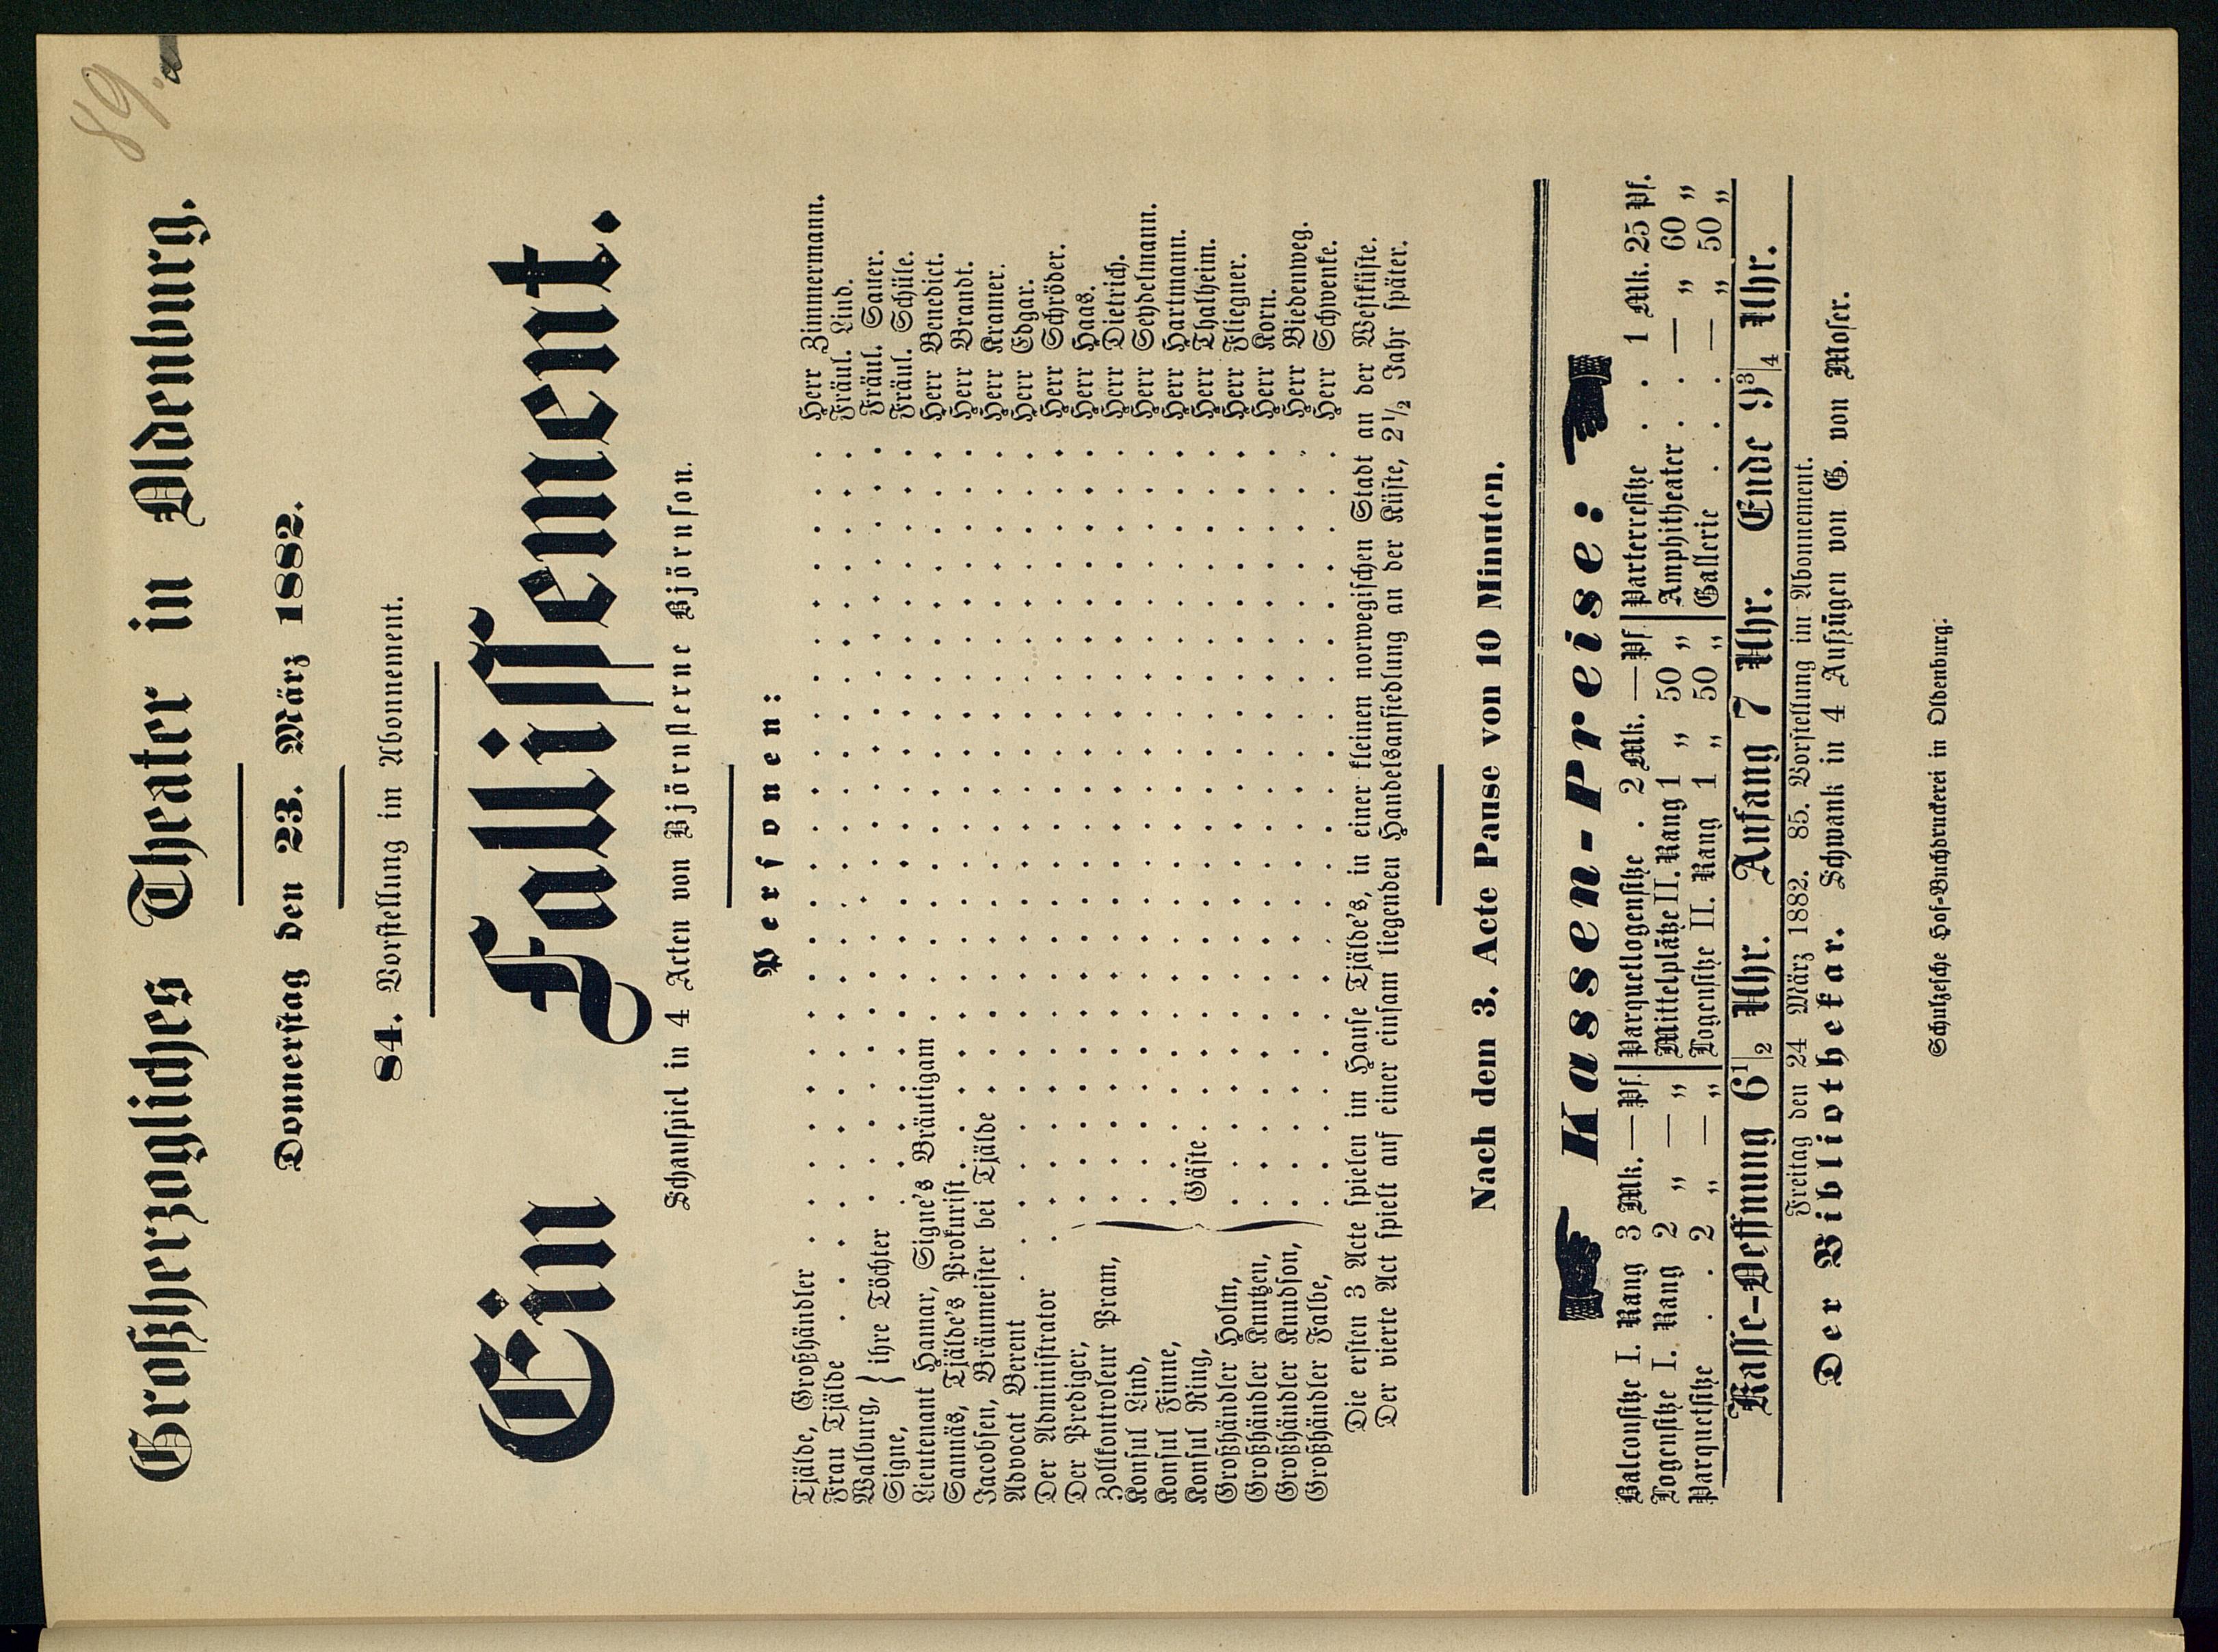 89.
Großherzogliches Theater in Oldenburg.
Donnerstag den 23. März 1882.
84. Vorstellung im Abonnement.
Ein Fallissement.
Schauspiel in 4 Acten von Björnsterne Björnson.
Personen:
Tjälde, Großhändler . . . Herr Zimmermann.
Frau Tjälde . . . Fräul. Lind.
Walburg, } ihre Töchter . . . Fräul. Sauer.
Signe, . . . Fräul. Schüle.
Lieutenant Hamar, Signe's Bräutigam . . . Herr Benedict.
Sannäs, Tjälde's Prokurist . . . Herr Brandt.
Jacobsen, Bräumeister bei Tjälde . . . Herr Kramer.
Advocat Berent . . . Herr Edgar.
Der Administrator . . . Herr Schröder.
Der Prediger, . . . Herr Haas.
Zollkontroleur Pram, . . . Herr Dietrich.
Konsul Lind, . . . Herr Seydelmann.
Konsul Finne, . . . Herr Hartmann.
Konsul Ring, } Gäste . . . Herr Thalheim.
Großhändler Holm, . . . Herr Fliegner.
Großhändler Knutzen, . . . Herr Korn.
Großhändler Knudson, . . . Herr Biedenweg.
Großhändler Falbe, . . . Herr Schwenke.
Die ersten 3 Acte spielen im Hause Tjälde's, in einer kleinen norwegischen Stadt an der Westküste.
Der vierte Act spielt auf einer einsam liegenden Handelsansiedlung an der Küste, 2 1/2 Jahr später.
Nach dem 3. Acte Pause von 10 Minuten.
Kassen-Preise:
Balconsitze I. Rang 3 Mk. — Pf. Parquetlogensitze . 2 Mk. — Pf Parterresitze . . 1 Mk. 25 Pf.
Logensitze I. Rang 2 „ — „ Mittelplätze II. Rang 1 „ 50 „ Amphitheater . . — „ 60 „
Parquetsitze . . 2 „ — „ Logensitze II. Rang 1 „ 50 „ Gallerie . . . — „ 50 „
Kasse-Oeffnung 6 1/2 Uhr. Anfang 7 Uhr. Ende 9 3/4 Uhr.
Freitag den 24 März 1882. 85. Vorstellung im Abonnement.
Der Bibliothekar. Schwank in 4 Aufzügen von G. von Moser.
Schulzesche Hof-Buchdruckerei in Oldenburg.